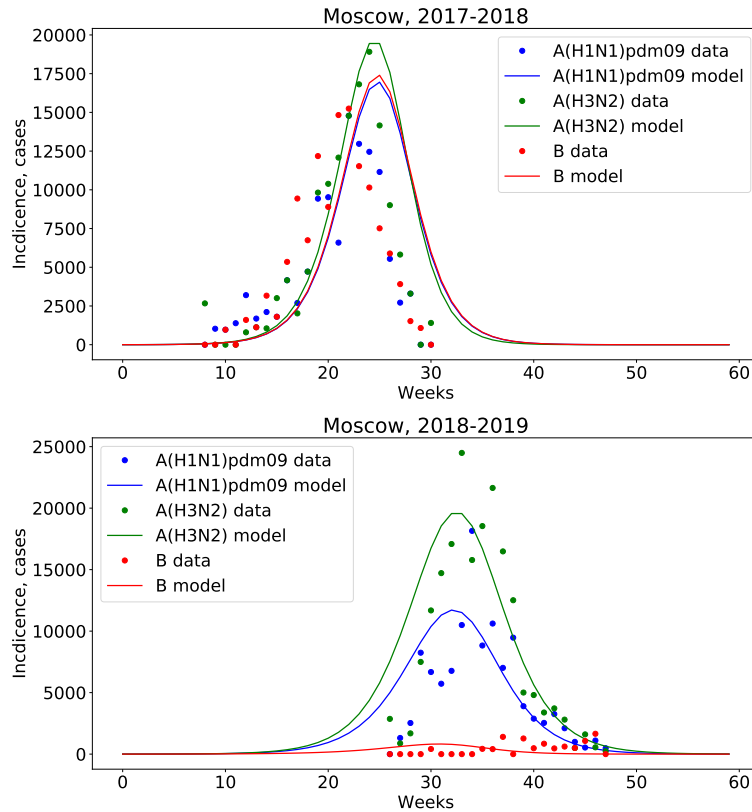 Moscow, 2017-2018
20000
17500
15000
12500
10000
7500
5000
2500
0
Incdicence, cases
A(H1N1)pdm09 data
A(H1N1)pdm09 model
A(H3N2) data
A(H3N2) model
B data
B model
0 10 20 30 40 50 60
Weeks
Moscow, 2018-2019
25000
20000
15000
10000
5000
0
Incdicence, cases
A(H1N1)pdm09 data
A(H1N1)pdm09 model
A(H3N2) data
A(H3N2) model
B data
B model
0 10 20 30 40 50 60
Weeks